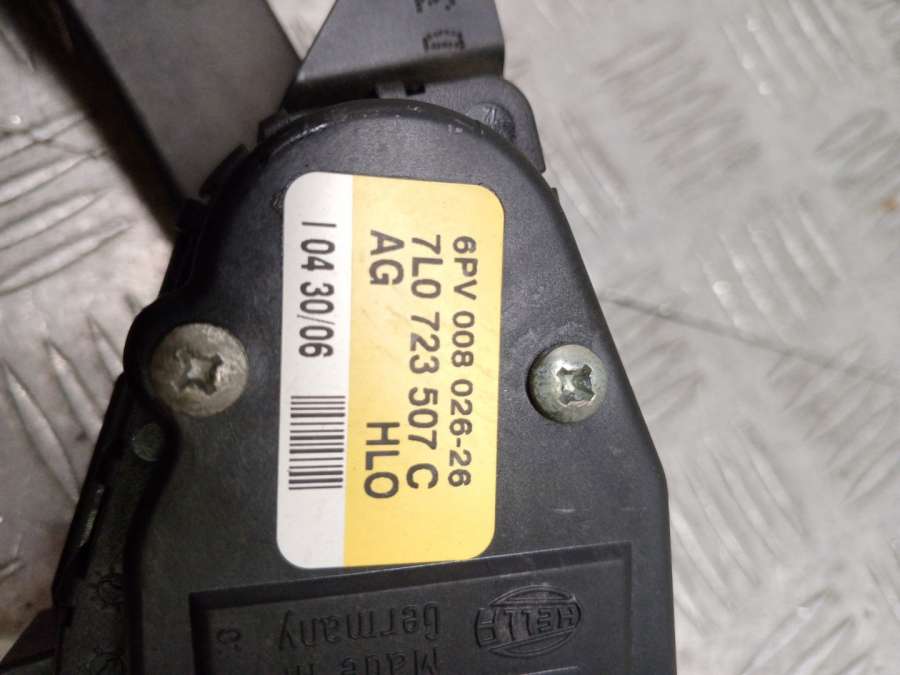 6PV 008 026-26
7L0 723 507 C
AG HLO
I 04 30/06
HELLA
Made in
Germany